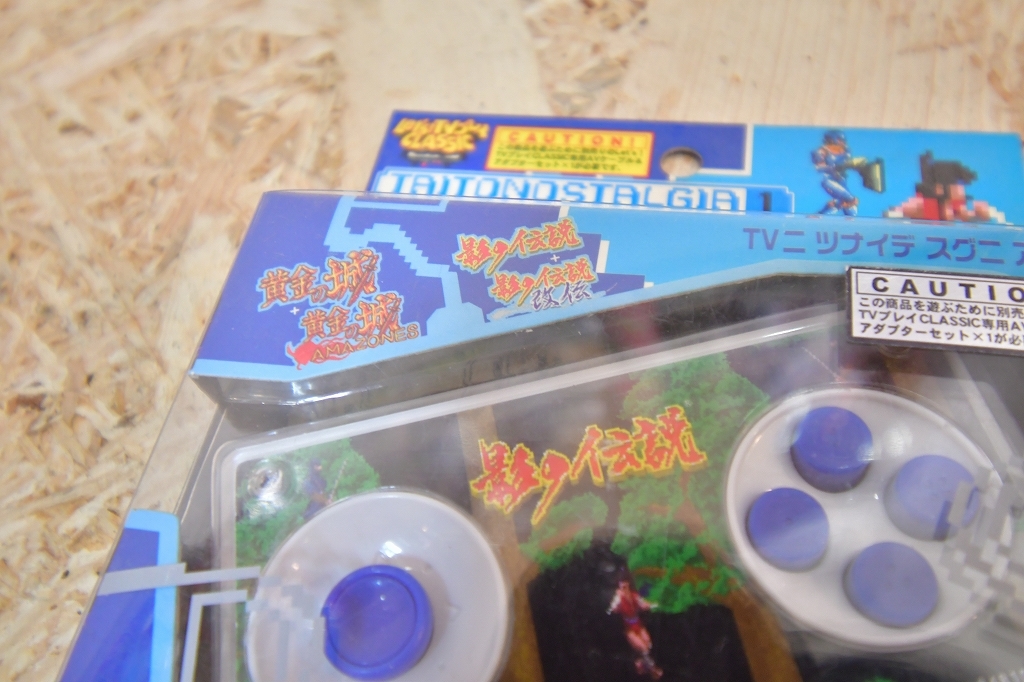 CLASSIC
CAUTION!
TAITONOSTALGIA 1
TVニ ツナイデ スグニ
影の伝説
+
影の伝説
改伝
黄金の城
+
黄金の城
AMAZONES
CAUTIO
この商品を遊ぶために別売
TVプレイCLASSIC専用A
アダプターセット×1が必
影の伝説